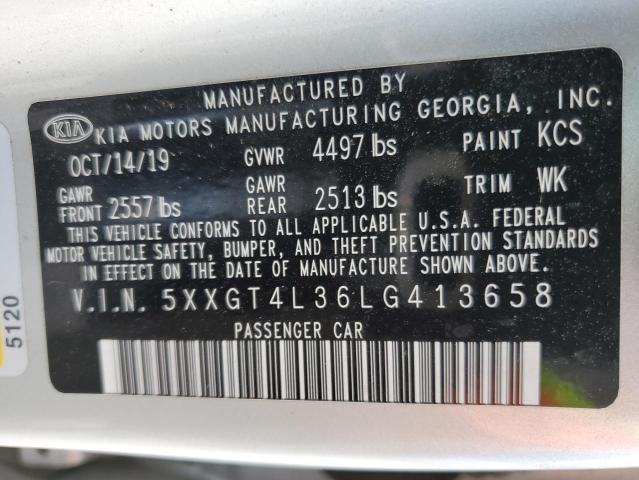 MANUFACTURED BY
KIA KIA MOTORS MANUFACTURING GEORGIA, INC.
OCT/14/19 GVWR 4497 lbs PAINT KCS
GAWR FRONT 2557 lbs GAWR REAR 2513 lbs TRIM WK
THIS VEHICLE CONFORMS TO ALL APPLICABLE U.S.A. FEDERAL
MOTOR VEHICLE SAFETY, BUMPER, AND THEFT PREVENTION STANDARDS
IN EFFECT ON THE DATE OF MANUFACTURE SHOWN ABOVE.
V.I.N. 5XXGT4L36LG413658
PASSENGER CAR
5120